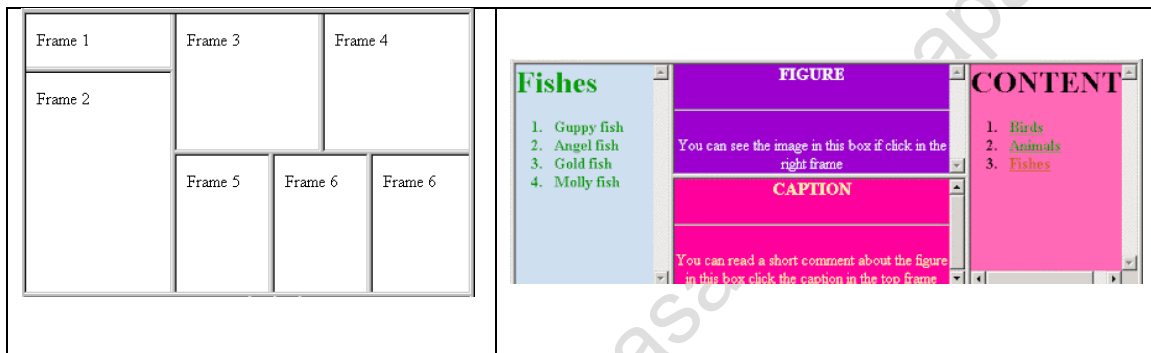 Frame 1
Frame 3
Frame 4
Frame 2
Frame 5
Frame 6
Frame 6
Fishes
1. Guppy fish
2. Angel fish
3. Gold fish
4. Molly fish
FIGURE
You can see the image in this box if click in the
right frame
CAPTION
You can read a short comment about the figure
in this box click the caption in the top frame
CONTENT
1. Birds
2. Animals
3. Fishes